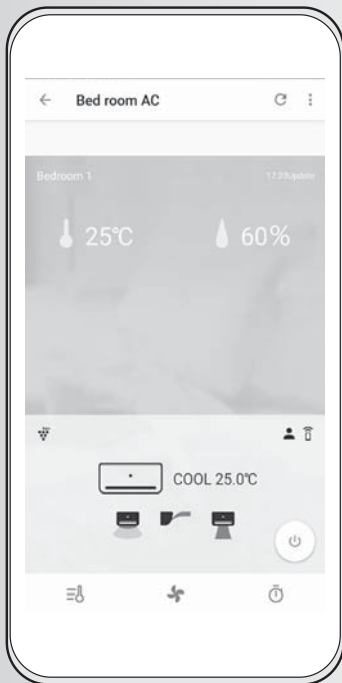 Bed room AC
Bedroom 1
17:23Update
25℃
60%
COOL 25.0℃